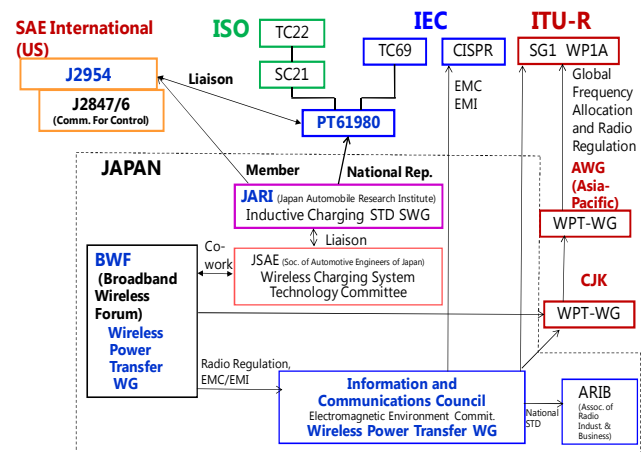 SAE International
(US)
J2954
J2847/6
(Comm. For Control)
ISO
TC22
SC21
IEC
TC69
CISPR
ITU-R
SG1 WP1A
Liaison
PT61980
EMC
EMI
Global
Frequency
Allocation
and Radio
Regulation
JAPAN
Member
National Rep.
AWG
(Asia-
Pacific)
WPT-WG
JARI (Japan Automobile Research Institute)
Inductive Charging STD SWG
Liaison
Co-
work
JSAE (Soc. of Automotive Engineers of Japan)
Wireless Charging System
Technology Committee
BWF
(Broadband
Wireless
Forum)
Wireless
Power
Transfer
WG
CJK
WPT-WG
Radio Regulation,
EMC/EMI
Information and
Communications Council
Electromagnetic Environment Commit.
Wireless Power Transfer WG
National
STD
ARIB
(Assoc. of
Radio
Indust. &
Business)